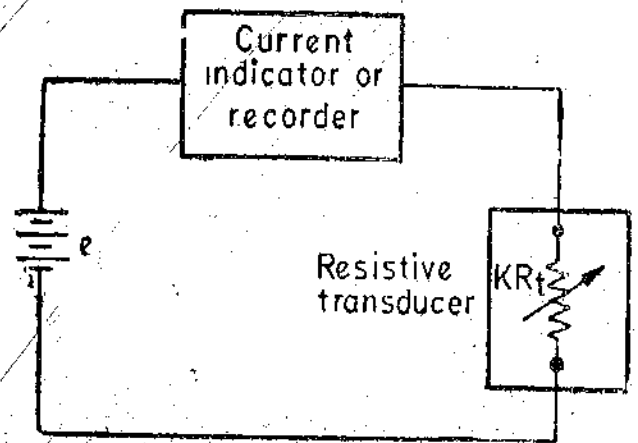 Current
indicator or
recorder
e
Resistive
transducer
KRt